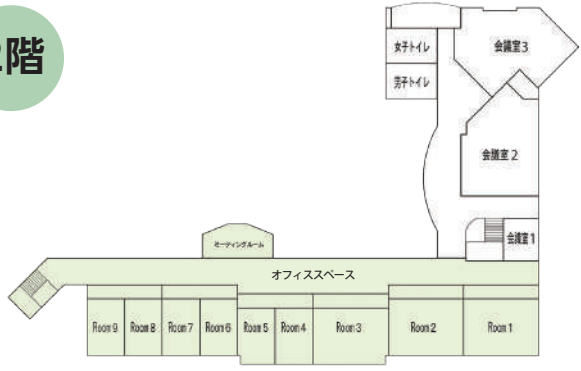 階
女子トイレ
会議室3
男子トイレ
会議室2
会議室1
ミーティングルーム
オフィススペース
Room 9
Room 8
Room 7
Room 6
Room 5
Room 4
Room 3
Room 2
Room 1